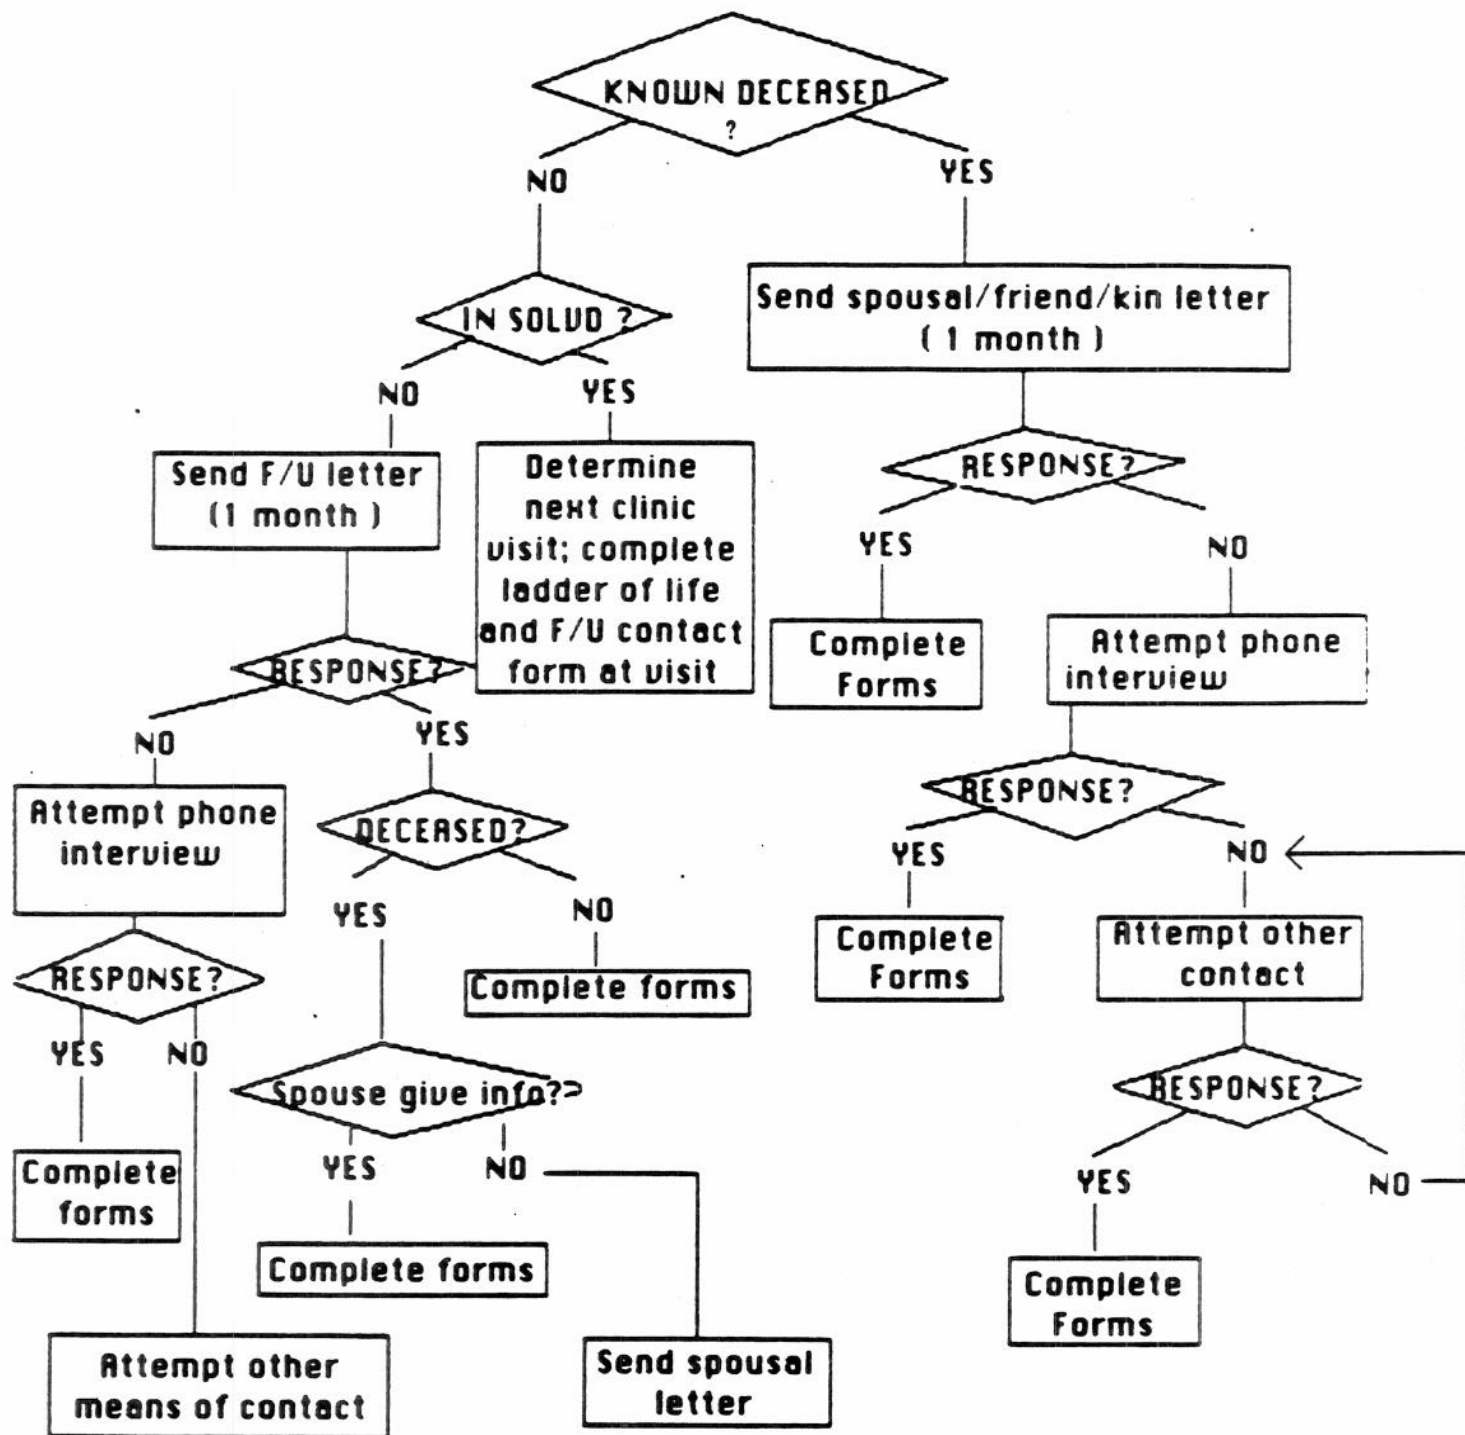 KNOWN DECEASED
?
NO
YES
IN SOLVD ?
Send spousal/friend/kin letter
( 1 month )
NO
YES
Send F/U letter
(1 month )
Determine
next clinic
visit; complete
ladder of life
and F/U contact
form at visit
RESPONSE?
YES
NO
Complete
Forms
Attempt phone
interview
RESPONSE?
NO
YES
Attempt phone
interview
DECEASED?
RESPONSE?
YES
NO
YES
NO
Complete
Forms
Attempt other
contact
RESPONSE?
Complete forms
YES
NO
Spouse give info??
RESPONSE?
YES
NO
YES
NO
Complete
forms
Complete forms
Complete
Forms
Attempt other
means of contact
Send spousal
letter